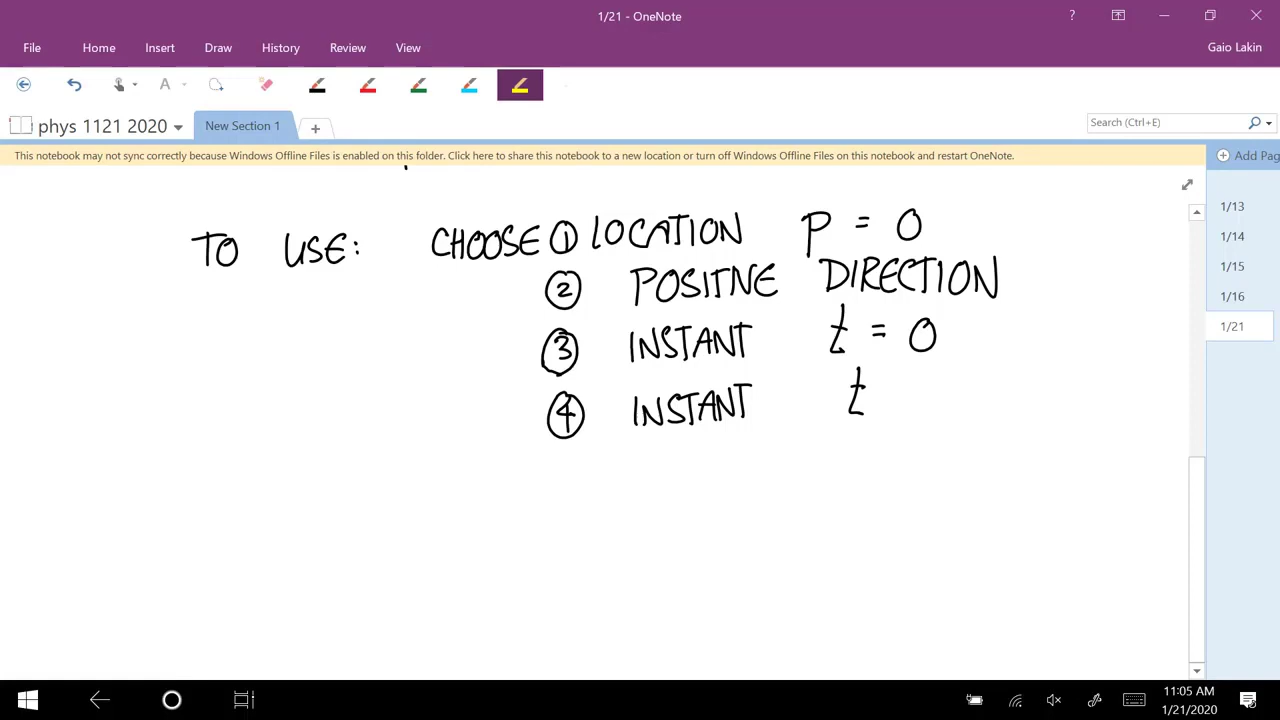 1/21 - OneNote
?
File Home Insert Draw History Review View
Gaio Lakin
A
phys 1121 2020
New Section 1
+
Search (Ctrl+E)
This notebook may not sync correctly because Windows Offline Files is enabled on this folder. Click here to share this notebook to a new location or turn off Windows Offline Files on this notebook and restart OneNote.
Add Pag
1/13
1/14
1/15
1/16
1/21
TO USE: CHOOSE ① LOCATION P = 0
② POSITIVE DIRECTION
③ INSTANT t = 0
④ INSTANT t
11:05 AM
1/21/2020